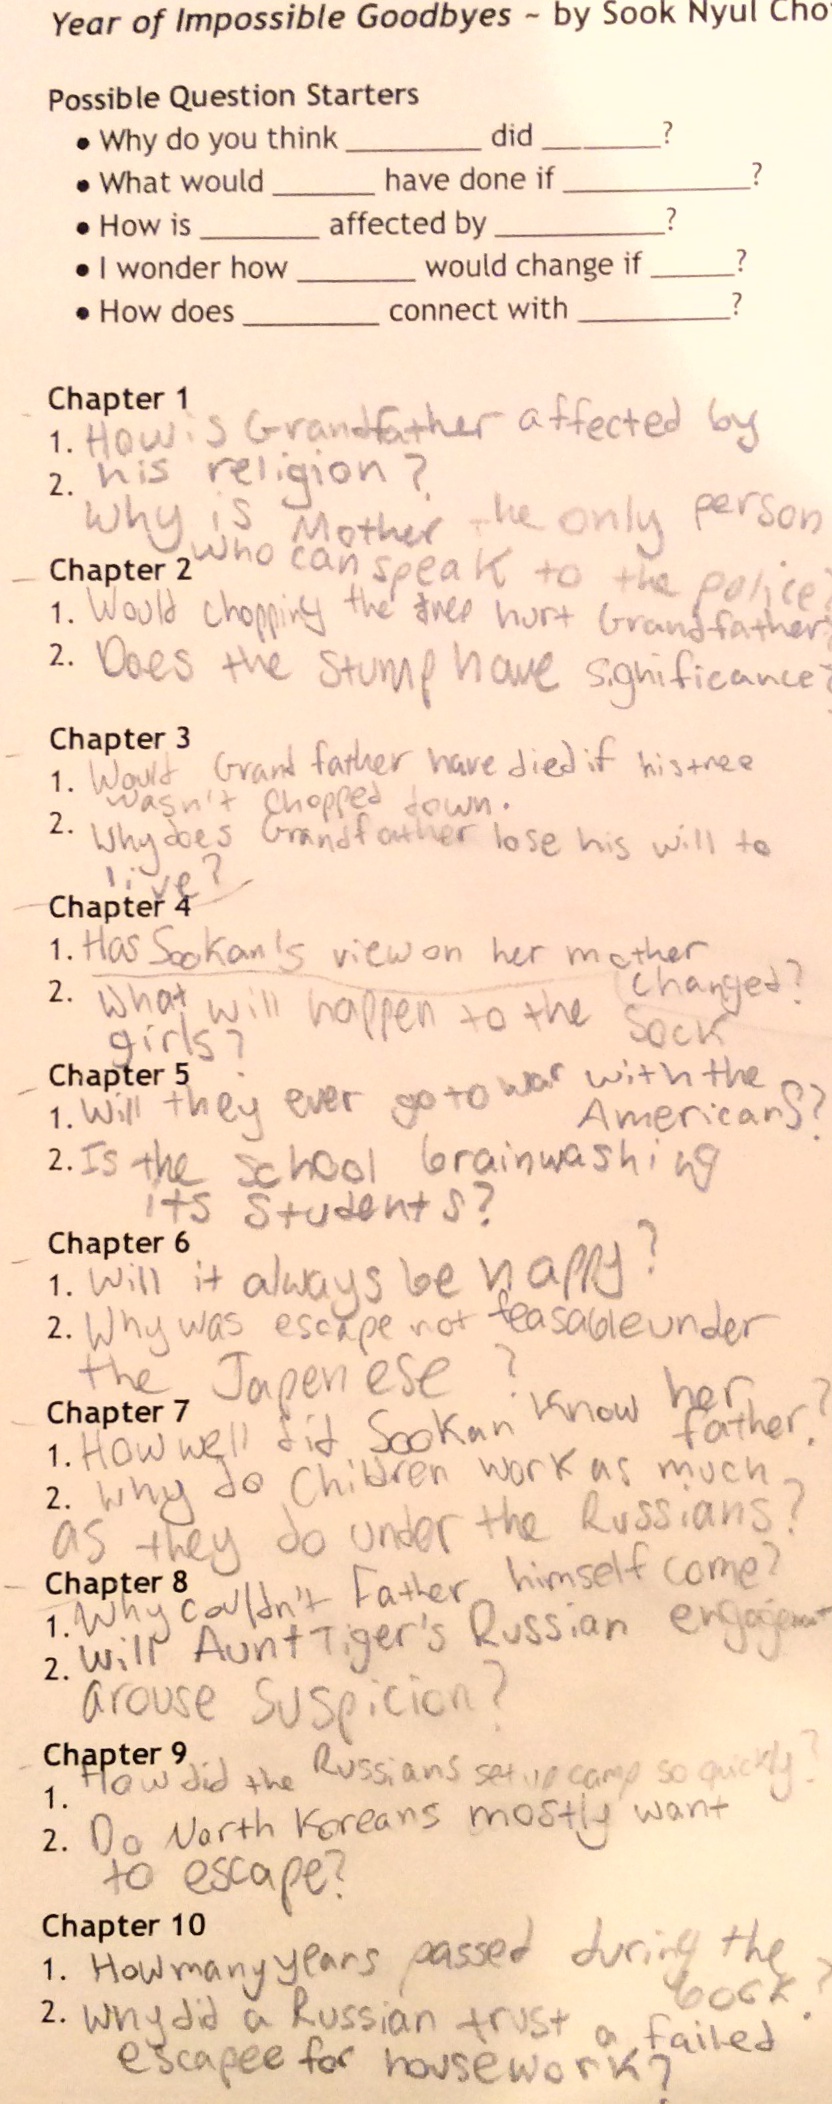 Year of Impossible Goodbyes ~ by Sook Nyul Cho
Possible Question Starters
• Why do you think ________ did ________?
• What would ______ have done if ___________?
• How is _______ affected by __________?
• I wonder how _______ would change if _____?
• How does ________ connect with _________?
Chapter 1
1. How is Grandfather affected by
2. his religion?
Why is Mother the only person
who can speak to the police?
Chapter 2
1. Would chopping the tree hurt Grandfather?
2. Does the stump have significance?
Chapter 3
1. Would Grandfather have died if his tree
wasn't chopped down.
2. Why does Grandfather lose his will to
live?
Chapter 4
1. Has Sookan's view on her mother
changed?
2. What will happen to the Sock
girls?
Chapter 5
1. Will they ever go to war with the
Americans?
2. Is the school brainwashing
its students?
Chapter 6
1. Will it always be happy?
2. Why was escape not feasable under
the Japenese?
Chapter 7
1. How well did Sookan know her
father?
2. Why do Children work as much
as they do under the Russians?
Chapter 8
1. Why couldn't Father himself come?
2. Will Aunt Tiger's Russian engagement
arouse suspicion?
Chapter 9
1. How did the Russians set up camp so quickly?
2. Do North Koreans mostly want
to escape?
Chapter 10
1. How many years passed during the
book?
2. Why did a Russian trust a failed
escapee for housework?